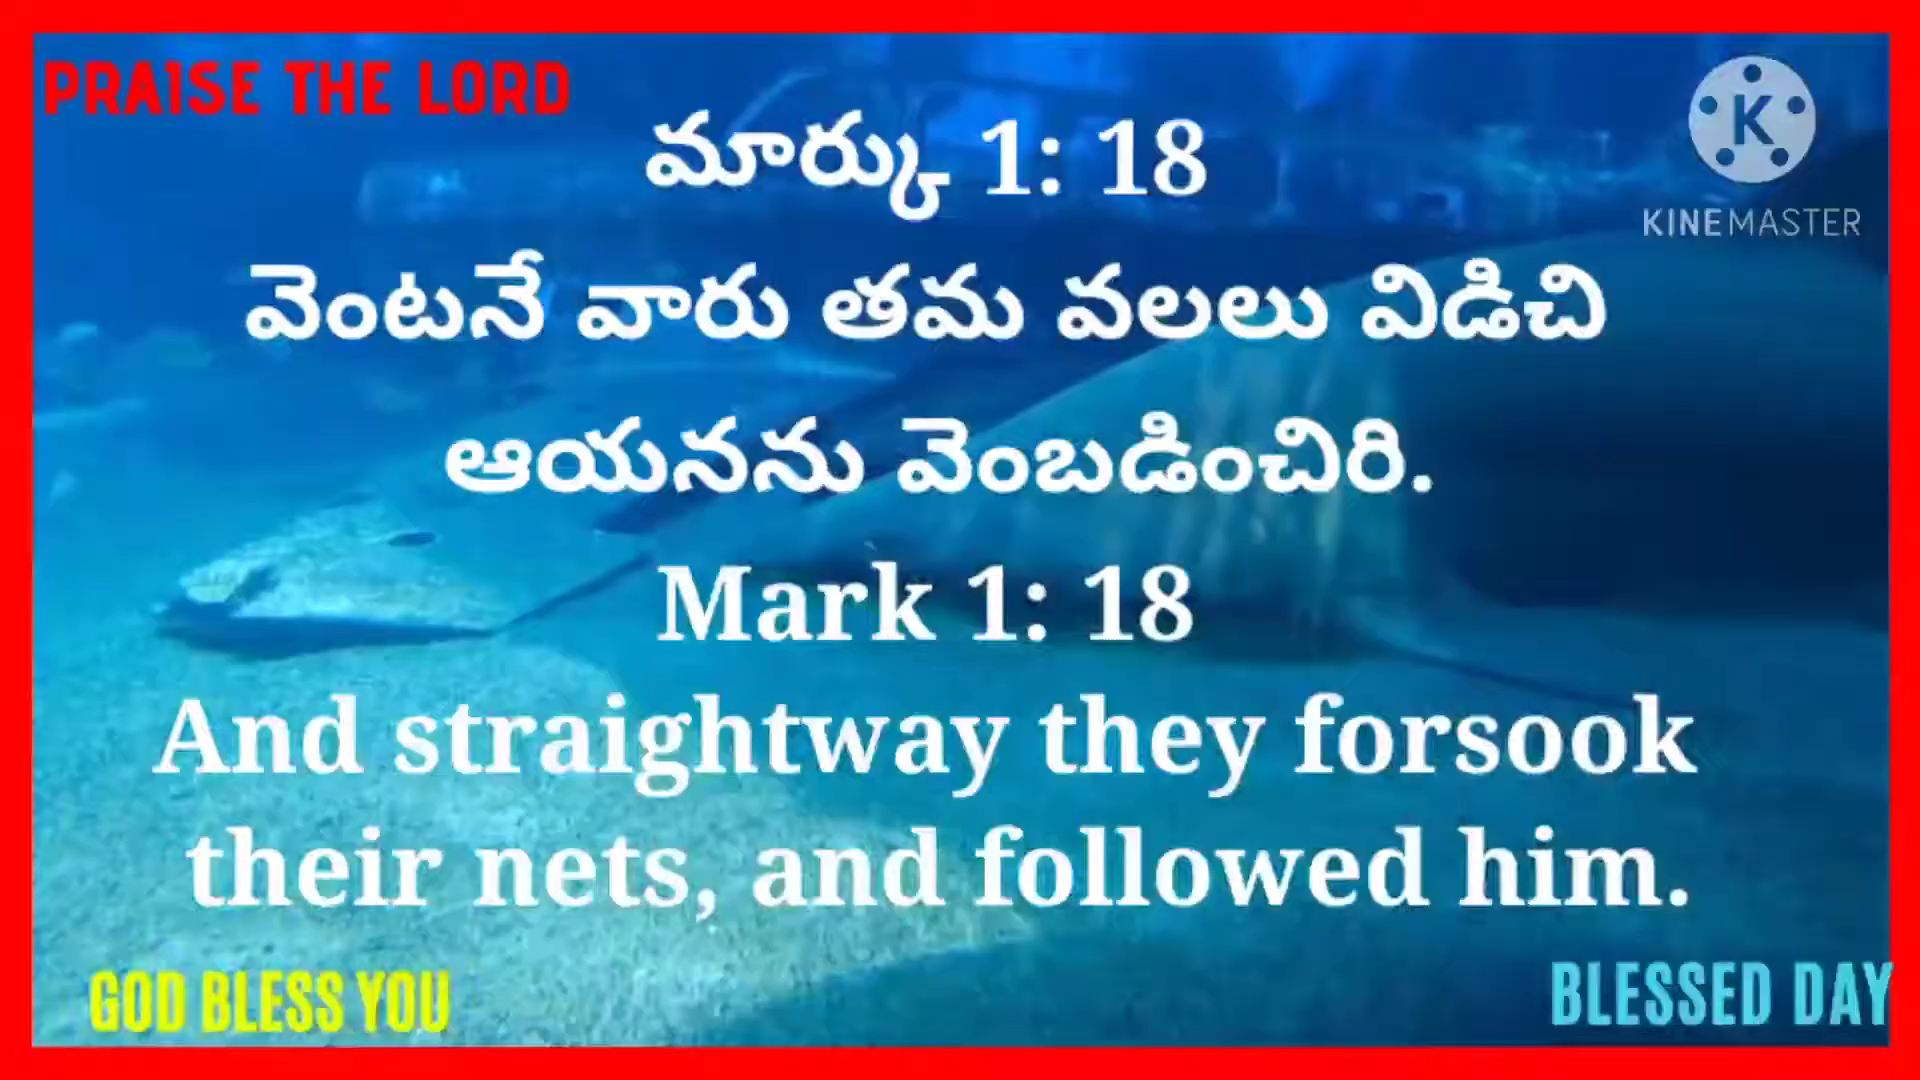 PRAISE THE LORD
మార్కు 1: 18
KINEMASTER
వెంటనే వారు తమ వలలు విడిచి
ఆయనను వెంబడించిరి.
Mark 1: 18
And straightway they forsook
their nets, and followed him.
GOD BLESS YOU
BLESSED DAY